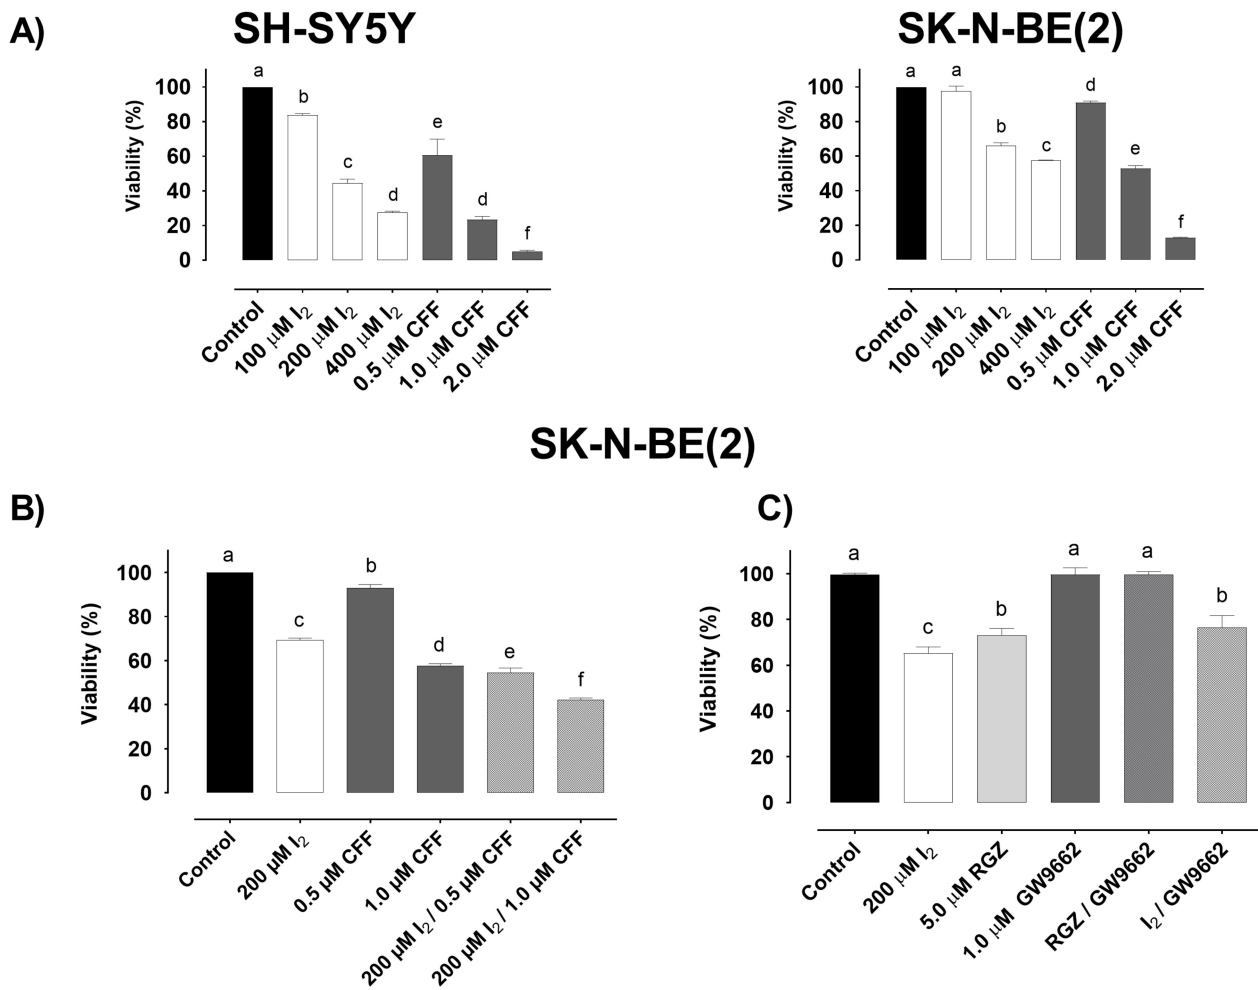 A)
SH-SY5Y
a
b
c
d
e
d
f
Viability (%)
100
80
60
40
20
0
Control
100 μM I₂
200 μM I₂
400 μM I₂
0.5 μM CFF
1.0 μM CFF
2.0 μM CFF
SK-N-BE(2)
a
a
b
c
d
e
f
Viability (%)
100
80
60
40
20
0
Control
100 μM I₂
200 μM I₂
400 μM I₂
0.5 μM CFF
1.0 μM CFF
2.0 μM CFF
SK-N-BE(2)
B)
a
c
b
d
e
f
Viability (%)
100
80
60
40
20
0
Control
200 μM I₂
0.5 μM CFF
1.0 μM CFF
200 μM I₂ / 0.5 μM CFF
200 μM I₂ / 1.0 μM CFF
C)
a
c
b
a
a
b
Viability (%)
100
80
60
40
20
0
Control
200 μM I₂
5.0 μM RGZ
1.0 μM GW9662
RGZ / GW9662
I₂ / GW9662